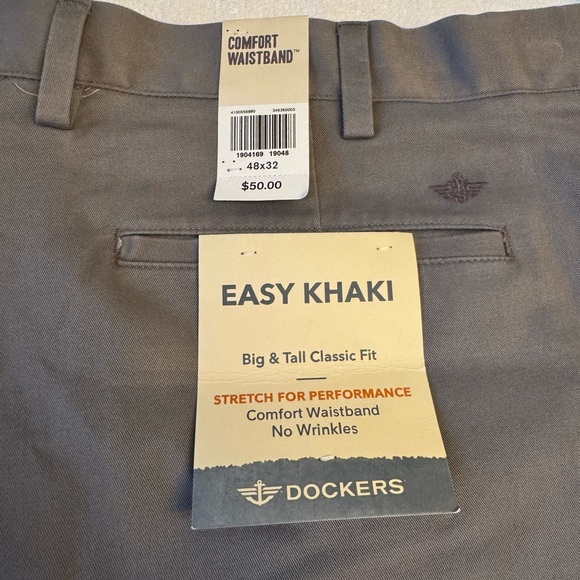 COMFORT
WAISTBAND™
1904169 19048
48x32
$50.00
EASY KHAKI
Big & Tall Classic Fit
STRETCH FOR PERFORMANCE
Comfort Waistband
No Wrinkles
DOCKERS